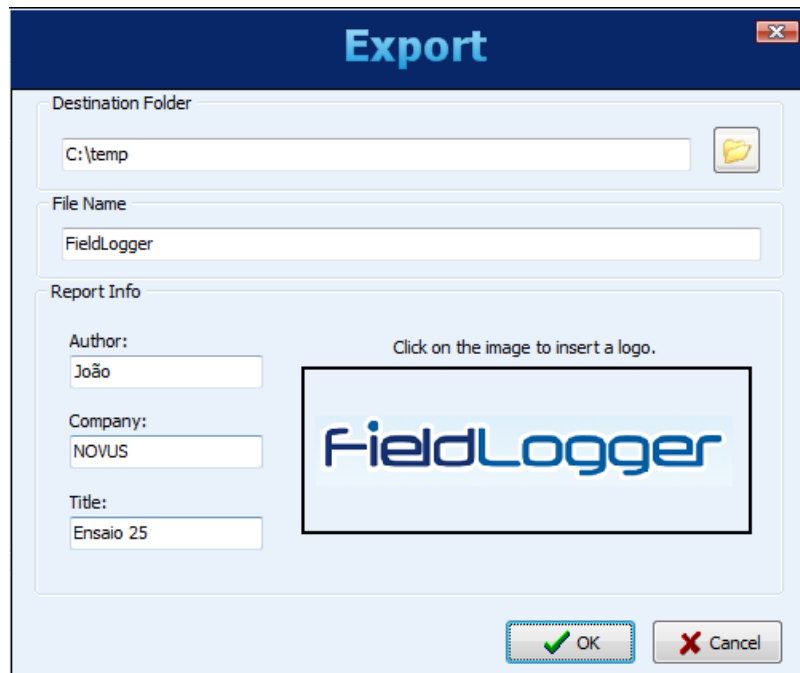 Export
Destination Folder
C:\temp
File Name
FieldLogger
Report Info
Author:
João
Company:
NOVUS
Title:
Ensaio 25
Click on the image to insert a logo.
FieldLogger
OK
Cancel